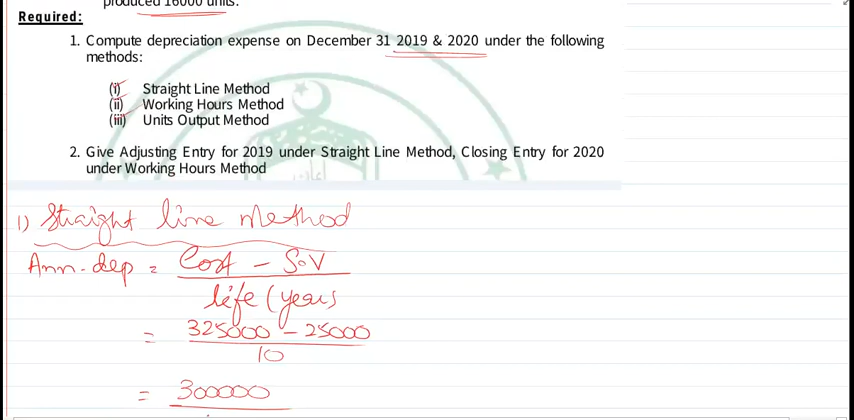 produced 16000 units.
Required:
1. Compute depreciation expense on December 31 2019 & 2020 under the following
methods:
(i) Straight Line Method
(ii) Working Hours Method
(iii) Units Output Method
2. Give Adjusting Entry for 2019 under Straight Line Method, Closing Entry for 2020
under Working Hours Method
1) Straight line Method
Ann. dep = Cost - S.V
life (years
= 325000 - 25000
10
= 300000